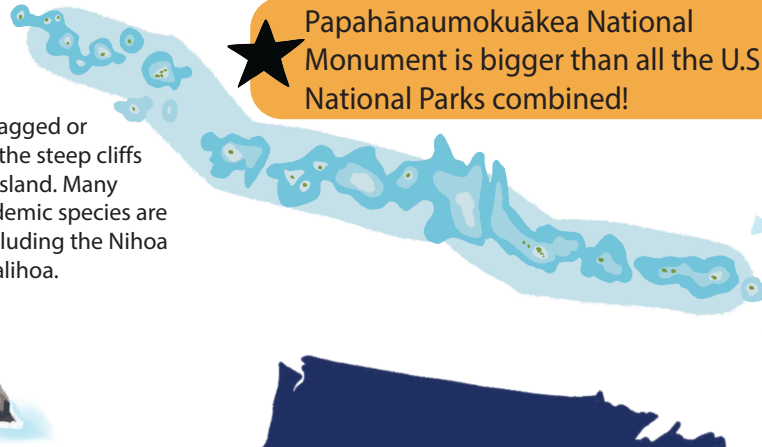 Papahānaumokuākea National
Monument is bigger than all the U.S
National Parks combined!
agged or
the steep cliffs
sland. Many
demic species are
cluding the Nihoa
alihoa.